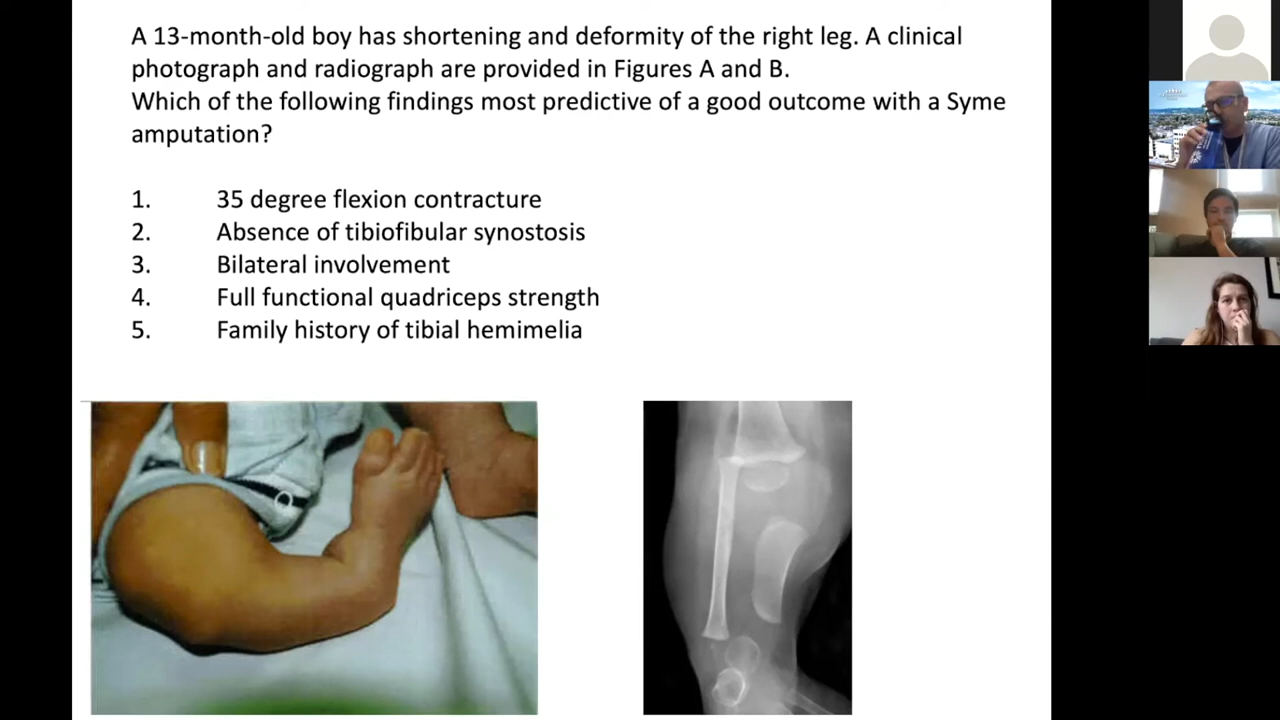 A 13-month-old boy has shortening and deformity of the right leg. A clinical
photograph and radiograph are provided in Figures A and B.
Which of the following findings most predictive of a good outcome with a Syme
amputation?
1. 35 degree flexion contracture
2. Absence of tibiofibular synostosis
3. Bilateral involvement
4. Full functional quadriceps strength
5. Family history of tibial hemimelia